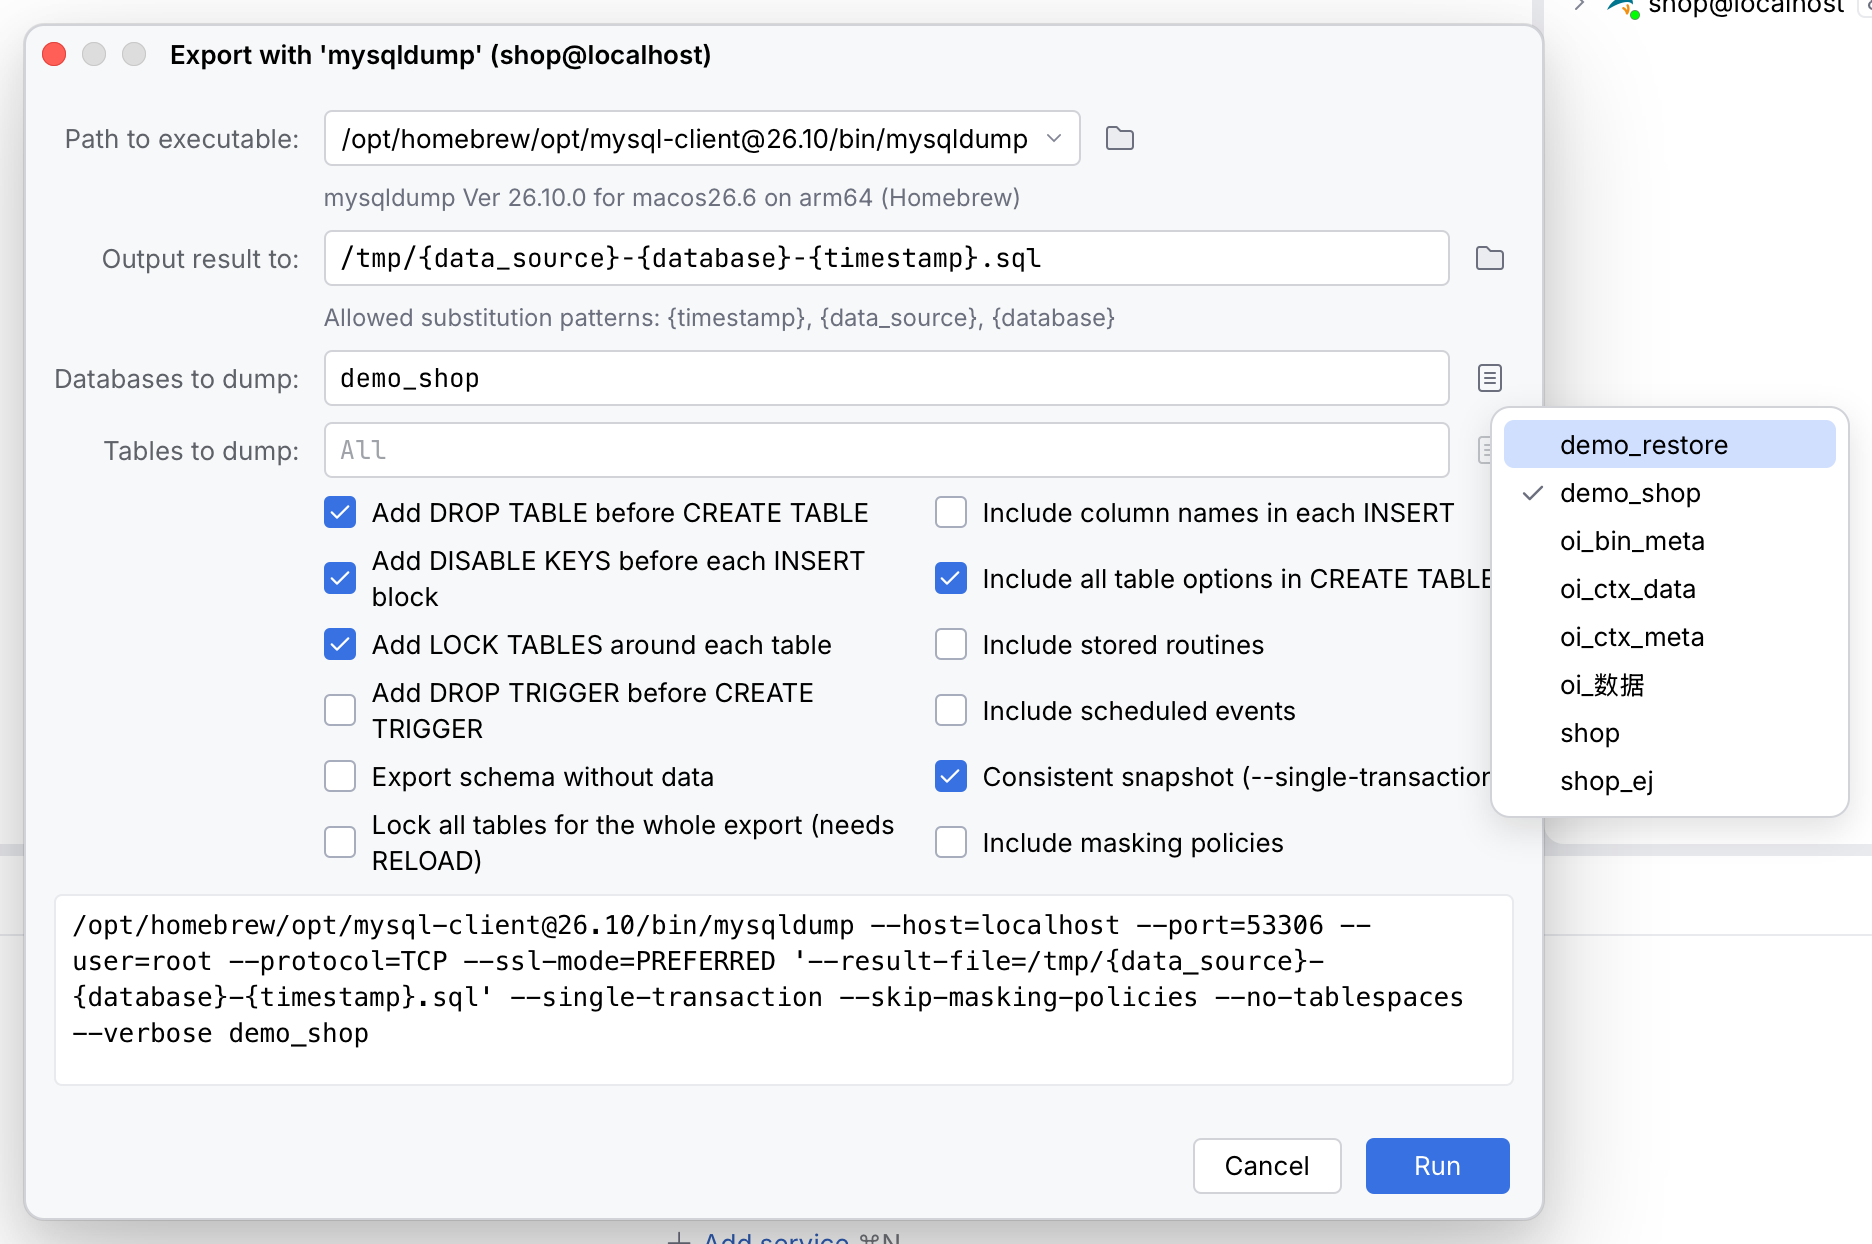 shop@localhost
Export with 'mysqldump' (shop@localhost)
Path to executable:
/opt/homebrew/opt/mysql-client@26.10/bin/mysqldump
mysqldump Ver 26.10.0 for macos26.6 on arm64 (Homebrew)
Output result to:
/tmp/{data_source}-{database}-{timestamp}.sql
Allowed substitution patterns: {timestamp}, {data_source}, {database}
Databases to dump:
demo_shop
Tables to dump:
All
Add DROP TABLE before CREATE TABLE
Include column names in each INSERT
Add DISABLE KEYS before each INSERT
block
Include all table options in CREATE TABLE
Add LOCK TABLES around each table
Include stored routines
Add DROP TRIGGER before CREATE
TRIGGER
Include scheduled events
Export schema without data
Consistent snapshot (--single-transaction
Lock all tables for the whole export (needs
RELOAD)
Include masking policies
demo_restore
demo_shop
oi_bin_meta
oi_ctx_data
oi_ctx_meta
oi_数据
shop
shop_ej
/opt/homebrew/opt/mysql-client@26.10/bin/mysqldump --host=localhost --port=53306 --
user=root --protocol=TCP --ssl-mode=PREFERRED '--result-file=/tmp/{data_source}-
{database}-{timestamp}.sql' --single-transaction --skip-masking-policies --no-tablespaces
--verbose demo_shop
Cancel
Run
Add service ⌘N